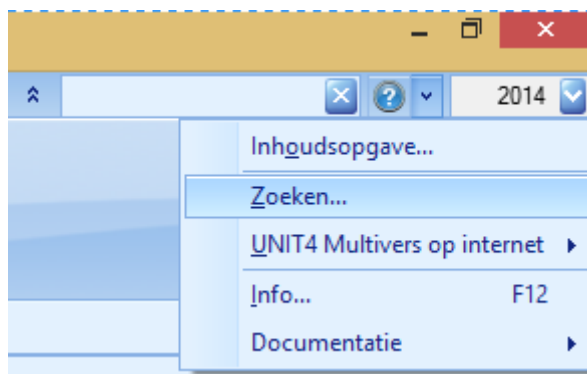 2014
Inhoudsopgave...
Zoeken...
UNIT4 Multivers op internet
Info... F12
Documentatie